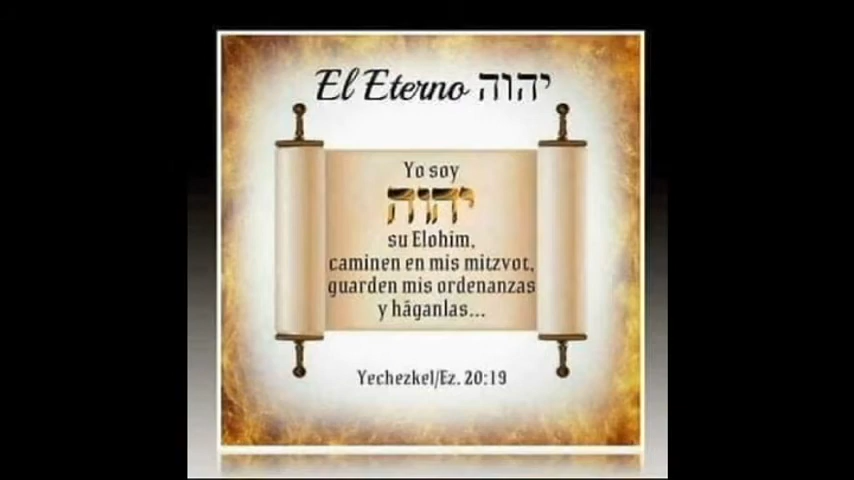 El Eterno יהוה
Yo soy
יהוה
su Elohim,
caminen en mis mitzvot,
guarden mis ordenanzas
y háganlas...
Yechezkel/Ez. 20:19